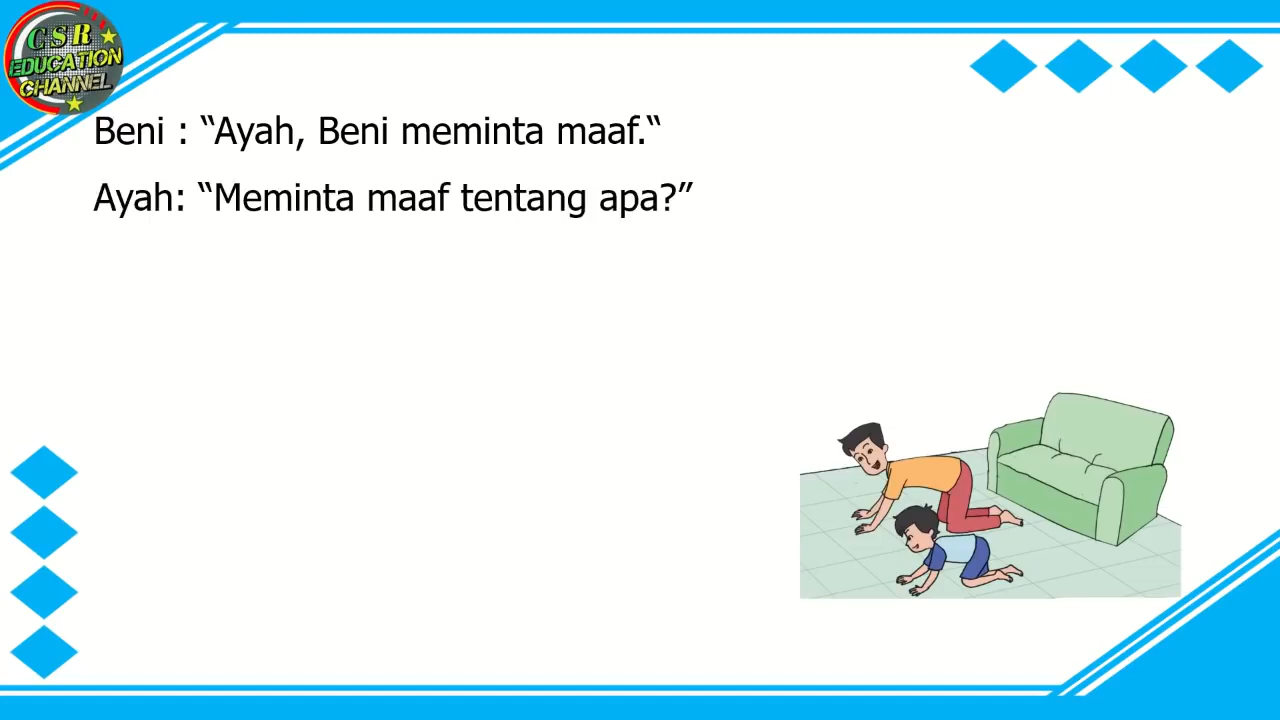 CSR
EDUCATION
CHANNEL
Beni : “Ayah, Beni meminta maaf.“
Ayah: “Meminta maaf tentang apa?”